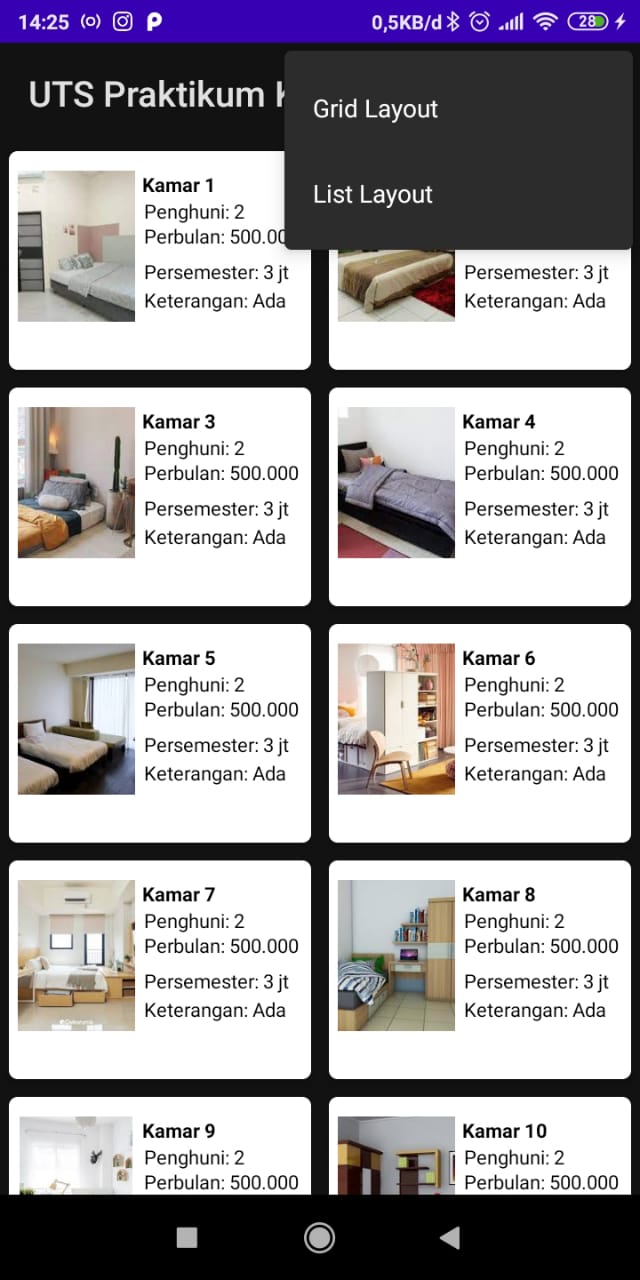 14:25
0,5KB/d
28
UTS Praktikum
Grid Layout
List Layout
Kamar 1
Penghuni: 2
Perbulan: 500.00
Persemester: 3 jt
Keterangan: Ada
Persemester: 3 jt
Keterangan: Ada
Kamar 3
Penghuni: 2
Perbulan: 500.000
Persemester: 3 jt
Keterangan: Ada
Kamar 4
Penghuni: 2
Perbulan: 500.000
Persemester: 3 jt
Keterangan: Ada
Kamar 5
Penghuni: 2
Perbulan: 500.000
Persemester: 3 jt
Keterangan: Ada
Kamar 6
Penghuni: 2
Perbulan: 500.000
Persemester: 3 jt
Keterangan: Ada
Kamar 7
Penghuni: 2
Perbulan: 500.000
Persemester: 3 jt
Keterangan: Ada
Kamar 8
Penghuni: 2
Perbulan: 500.000
Persemester: 3 jt
Keterangan: Ada
Kamar 9
Penghuni: 2
Perbulan: 500.000
Kamar 10
Penghuni: 2
Perbulan: 500.000